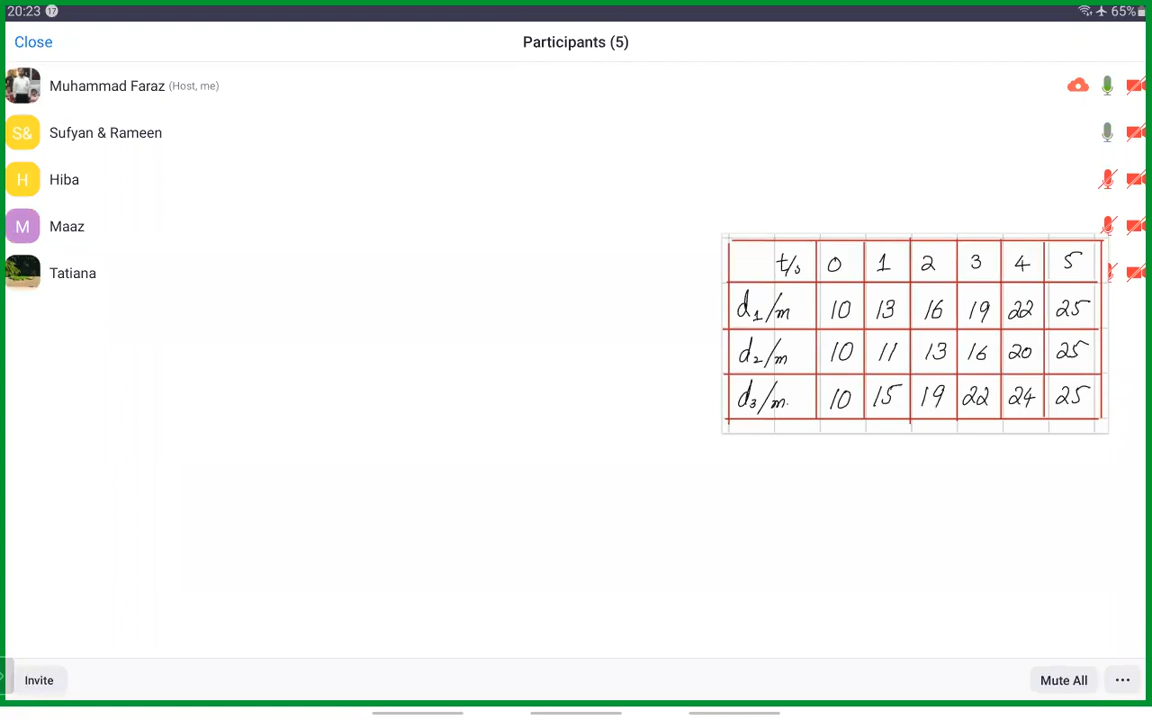 20:23 17 65%
Close Participants (5)
Muhammad Faraz (Host, me)
S& Sufyan & Rameen
H Hiba
M Maaz
Tatiana
t/s 0 1 2 3 4 5
d1/m 10 13 16 19 22 25
d2/m 10 11 13 16 20 25
d3/m. 10 15 19 22 24 25
Invite Mute All ...